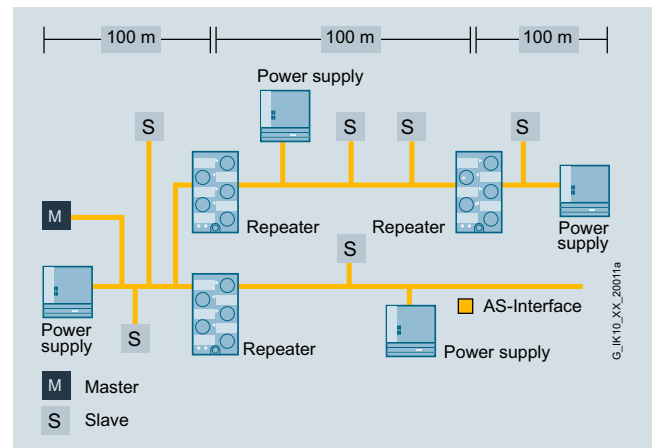 100 m
100 m
100 m
Power supply
S
S
S
S
Repeater
Repeater
Power
supply
M
S
Power
supply
S
Repeater
AS-Interface
Power supply
G_IK10_XX_20011a
M Master
S Slave